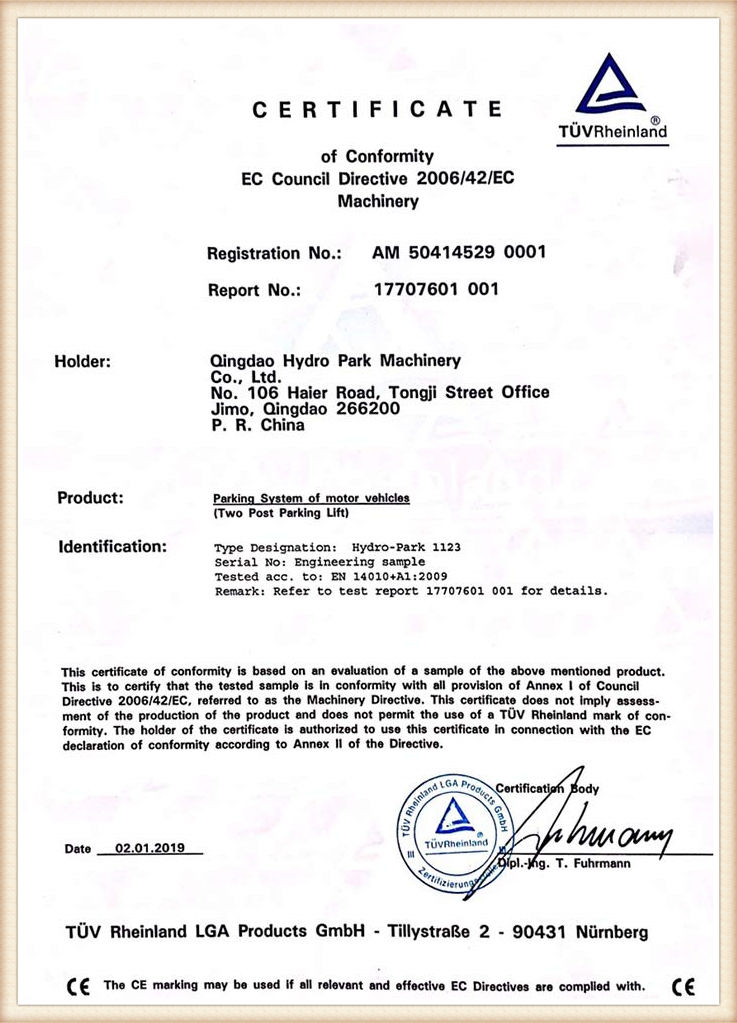 CERTIFICATE
TÜVRheinland®
of Conformity
EC Council Directive 2006/42/EC
Machinery
Registration No.: AM 50414529 0001
Report No.: 17707601 001
Holder: Qingdao Hydro Park Machinery
Co., Ltd.
No. 106 Haier Road, Tongji Street Office
Jimo, Qingdao 266200
P. R. China
Product: Parking System of motor vehicles
(Two Post Parking Lift)
Identification: Type Designation: Hydro-Park 1123
Serial No: Engineering sample
Tested acc. to: EN 14010+A1:2009
Remark: Refer to test report 17707601 001 for details.
This certificate of conformity is based on an evaluation of a sample of the above mentioned product.
This is to certify that the tested sample is in conformity with all provision of Annex I of Council
Directive 2006/42/EC, referred to as the Machinery Directive. This certificate does not imply assess-
ment of the production of the product and does not permit the use of a TÜV Rheinland mark of con-
formity. The holder of the certificate is authorized to use this certificate in connection with the EC
declaration of conformity according to Annex II of the Directive.
Certification Body
TÜV Rheinland LGA Products GmbH
TÜVRheinland®
Date 02.01.2019
Dipl.-Ing. T. Fuhrmann
TÜV Rheinland LGA Products GmbH - Tillystraße 2 - 90431 Nürnberg
CE The CE marking may be used if all relevant and effective EC Directives are complied with. CE